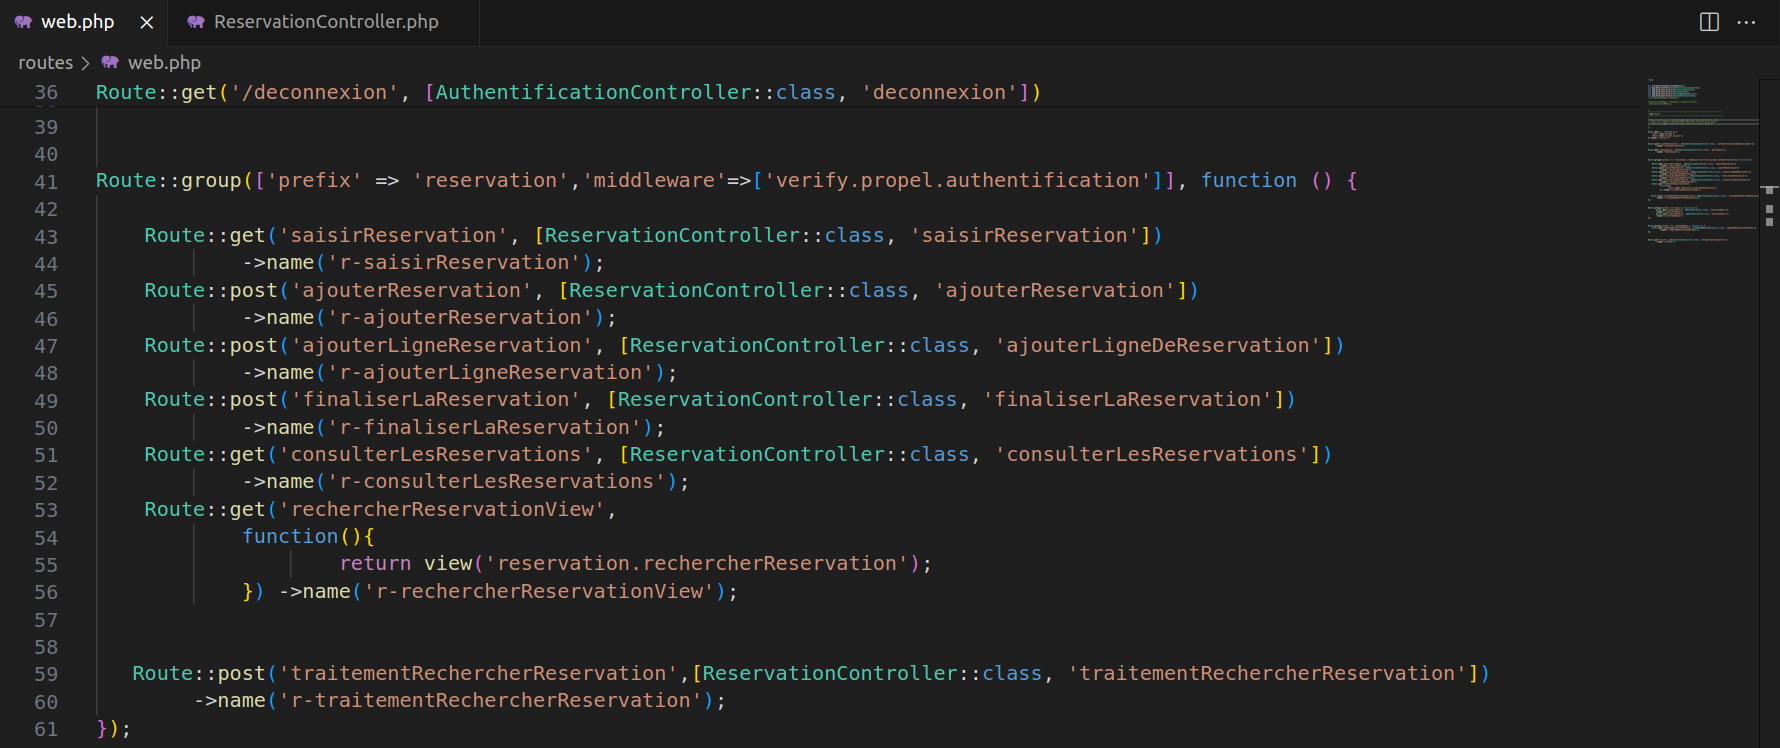 web.php
ReservationController.php
routes > web.php
36 Route::get('/deconnexion', [AuthentificationController::class, 'deconnexion'])
39
40
41 Route::group(['prefix' => 'reservation','middleware'=>['verify.propel.authentification']], function () {
42
43 Route::get('saisirReservation', [ReservationController::class, 'saisirReservation'])
44 ->name('r-saisirReservation');
45 Route::post('ajouterReservation', [ReservationController::class, 'ajouterReservation'])
46 ->name('r-ajouterReservation');
47 Route::post('ajouterLigneReservation', [ReservationController::class, 'ajouterLigneDeReservation'])
48 ->name('r-ajouterLigneReservation');
49 Route::post('finaliserLaReservation', [ReservationController::class, 'finaliserLaReservation'])
50 ->name('r-finaliserLaReservation');
51 Route::get('consulterLesReservations', [ReservationController::class, 'consulterLesReservations'])
52 ->name('r-consulterLesReservations');
53 Route::get('rechercherReservationView',
54 function(){
55 return view('reservation.rechercherReservation');
56 }) ->name('r-rechercherReservationView');
57
58
59 Route::post('traitementRechercherReservation',[ReservationController::class, 'traitementRechercherReservation'])
60 ->name('r-traitementRechercherReservation');
61 });